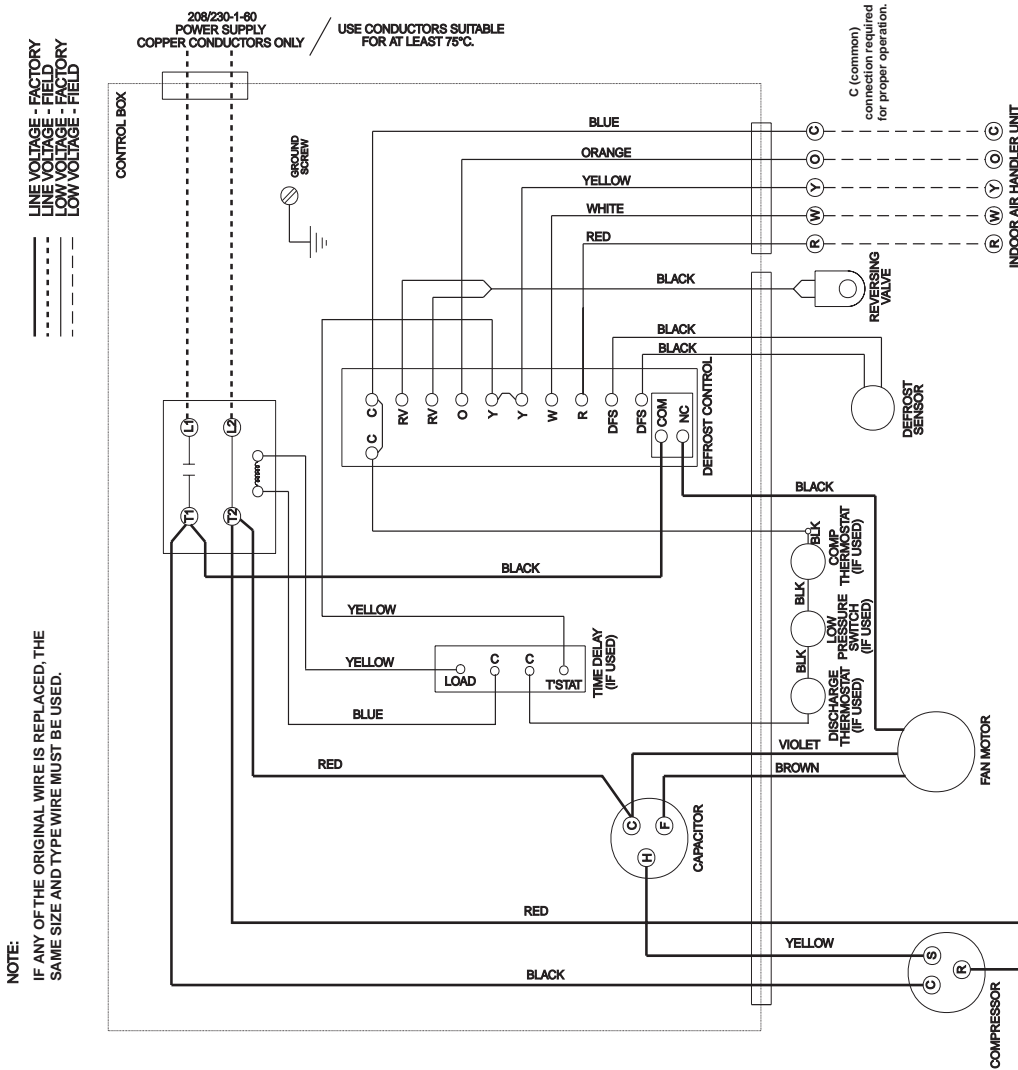 208/230-1-60
POWER SUPPLY
COPPER CONDUCTORS ONLY
USE CONDUCTORS SUITABLE
FOR AT LEAST 75°C.
LINE VOLTAGE - FACTORY
LINE VOLTAGE - FIELD
LOW VOLTAGE - FACTORY
LOW VOLTAGE - FIELD
CONTROL BOX
GROUND
SCREW
C (common)
connection required
for proper operation.
BLUE
C
C
ORANGE
O
O
YELLOW
Y
Y
WHITE
W
W
RED
R
R
INDOOR AIR HANDLER UNIT
BLACK
REVERSING
VALVE
BLACK
BLACK
DEFROST
SENSOR
C
C
RV
RV
O
Y
Y
W
R
DFS
DFS
COM
NC
DEFROST CONTROL
L1
L2
T1
T2
BLACK
BLACK
BLK
COMP
THERMOSTAT
(IF USED)
BLK
LOW
PRESSURE
SWITCH
(IF USED)
BLK
DISCHARGE
THERMOSTAT
(IF USED)
YELLOW
YELLOW
LOAD
C
C
T'STAT
TIME DELAY
(IF USED)
BLUE
RED
VIOLET
BROWN
FAN MOTOR
C
F
H
CAPACITOR
RED
YELLOW
BLACK
S
R
C
COMPRESSOR
NOTE:
IF ANY OF THE ORIGINAL WIRE IS REPLACED, THE
SAME SIZE AND TYPE WIRE MUST BE USED.